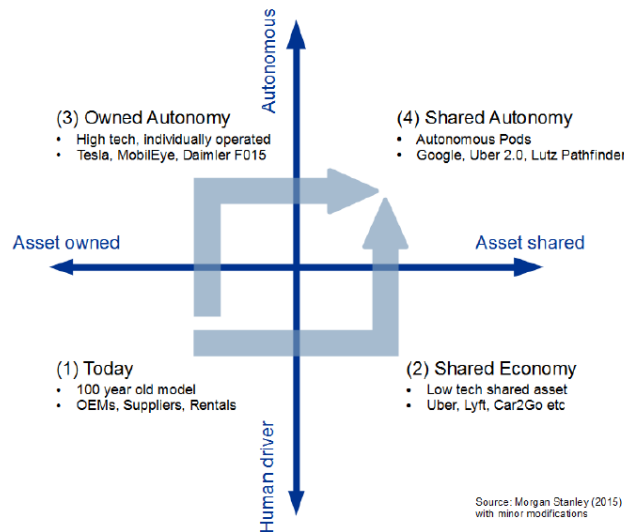 Autonomous
(3) Owned Autonomy
• High tech, individually operated
• Tesla, MobilEye, Daimler F015
(4) Shared Autonomy
• Autonomous Pods
• Google, Uber 2.0, Lutz Pathfinder
Asset owned
Asset shared
(1) Today
• 100 year old model
• OEMs, Suppliers, Rentals
(2) Shared Economy
• Low tech shared asset
• Uber, Lyft, Car2Go etc
Human driver
Source: Morgan Stanley (2015)
with minor modifications